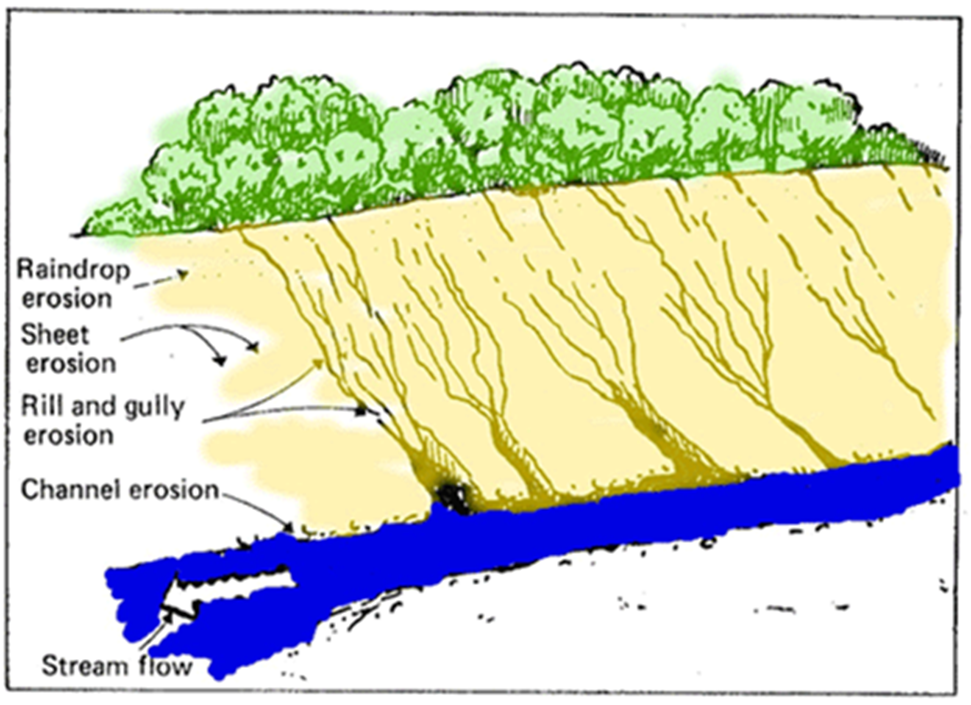 Raindrop
erosion
Sheet
erosion
Rill and gully
erosion
Channel erosion
Stream flow